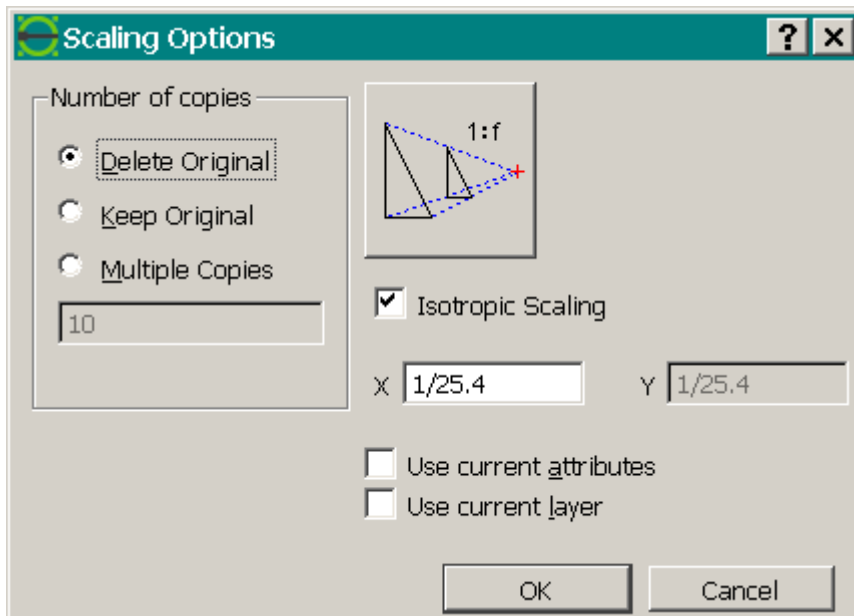 Scaling Options
Number of copies
Delete Original
Keep Original
Multiple Copies
10
1:f
Isotropic Scaling
X 1/25.4 Y 1/25.4
Use current attributes
Use current layer
OK Cancel